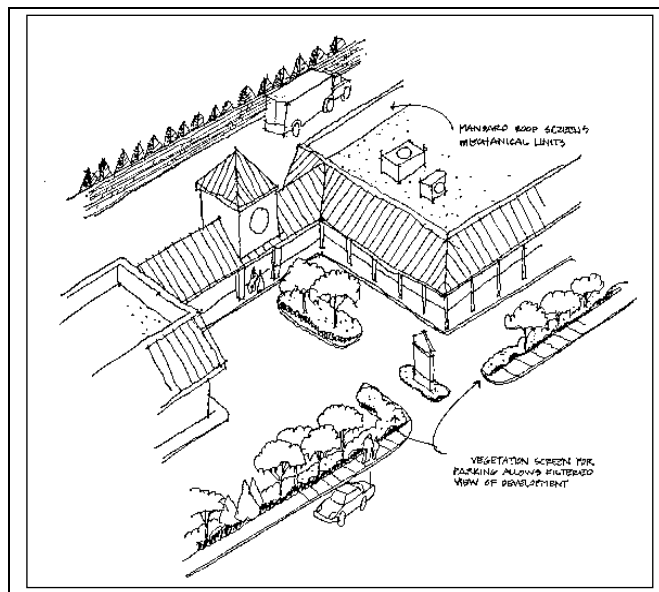 MANSARD ROOF SCREENS
MECHANICAL UNITS
VEGETATION SCREEN FOR
PARKING ALLOWS FILTERED
VIEW OF DEVELOPMENT